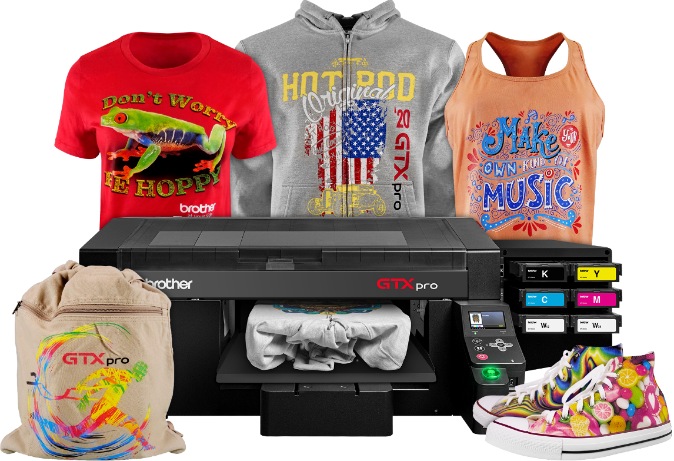 Don't Worry
BE HOPPY
brother
HOT ROD
Originals
'20
GTX pro
Make
YOUR
OWN KIND OF
MUSIC
brother
GTX pro
K
Y
C
M
W
W
GTX pro